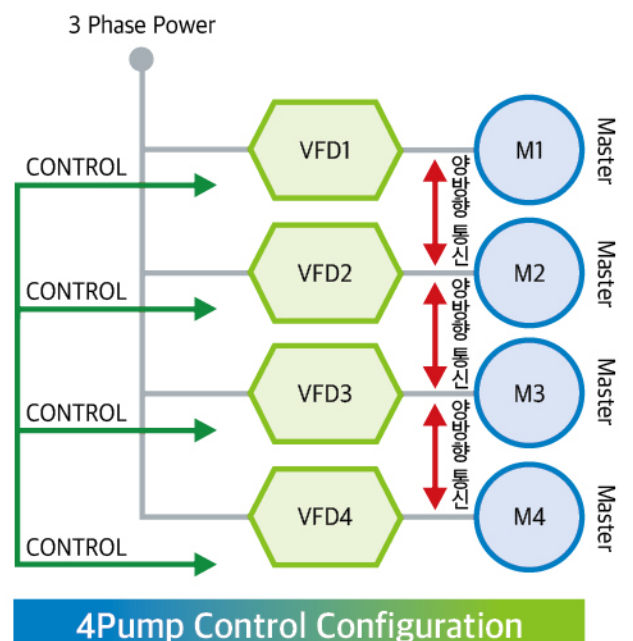 3 Phase Power
VFD1
M1
Master
CONTROL
양방향 통신
VFD2
M2
Master
CONTROL
양방향 통신
VFD3
M3
Master
CONTROL
양방향 통신
VFD4
M4
Master
CONTROL
4Pump Control Configuration